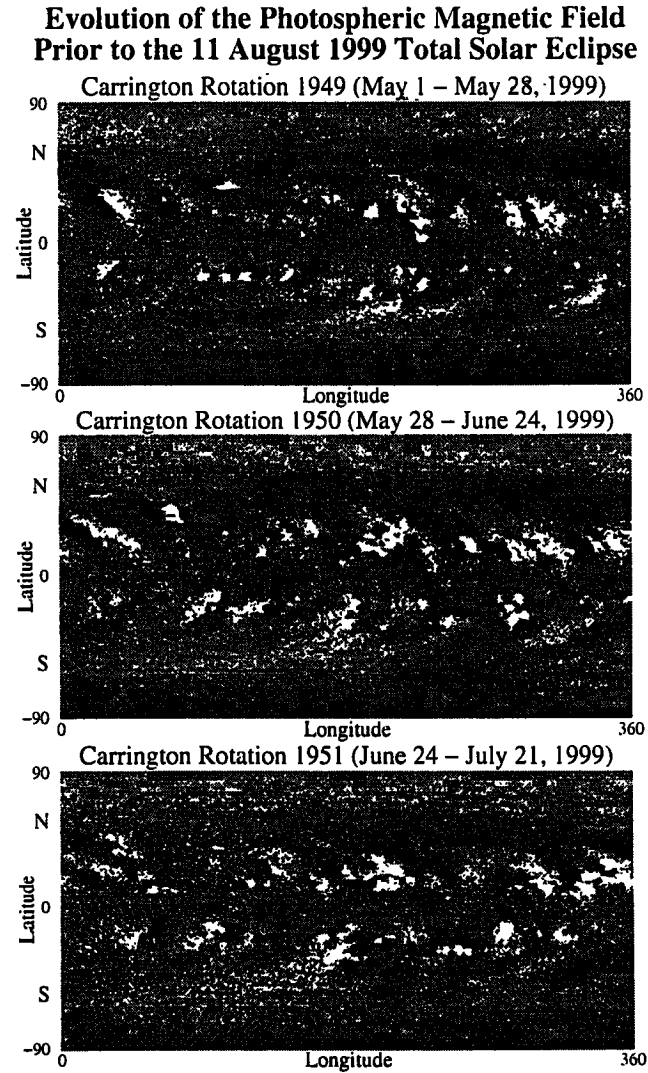 Evolution of the Photospheric Magnetic Field
Prior to the 11 August 1999 Total Solar Eclipse
Carrington Rotation 1949 (May 1 – May 28, 1999)
90
N
Latitude
0
S
−90
0
Longitude
360
Carrington Rotation 1950 (May 28 – June 24, 1999)
90
N
Latitude
0
S
−90
0
Longitude
360
Carrington Rotation 1951 (June 24 – July 21, 1999)
90
N
Latitude
0
S
−90
0
Longitude
360